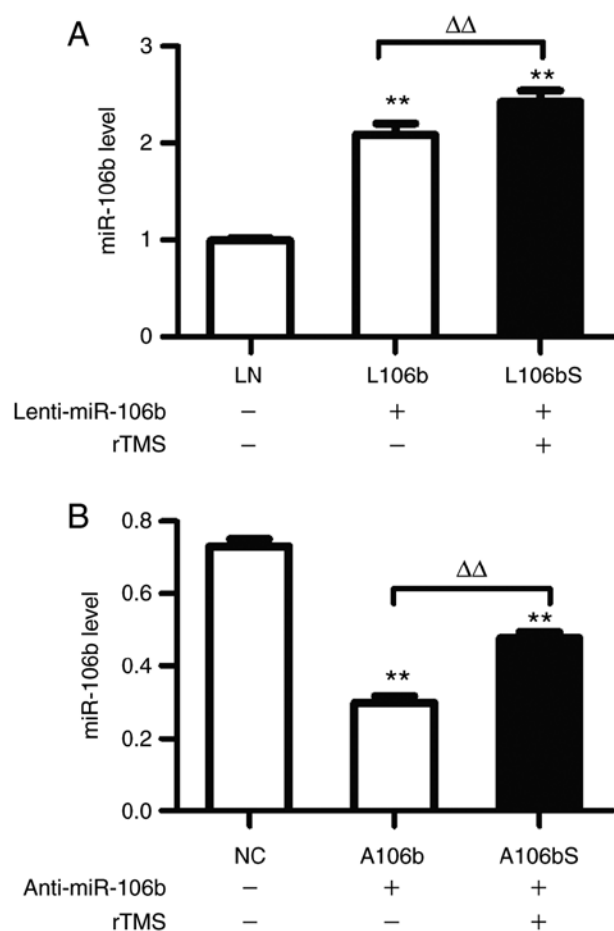 A
ΔΔ
3
**
**
2
miR-106b level
1
0
LN L106b L106bS
Lenti-miR-106b − + +
rTMS − − +
B
0.8
ΔΔ
0.6
**
0.4
**
miR-106b level
0.2
0.0
NC A106b A106bS
Anti-miR-106b − + +
rTMS − − +